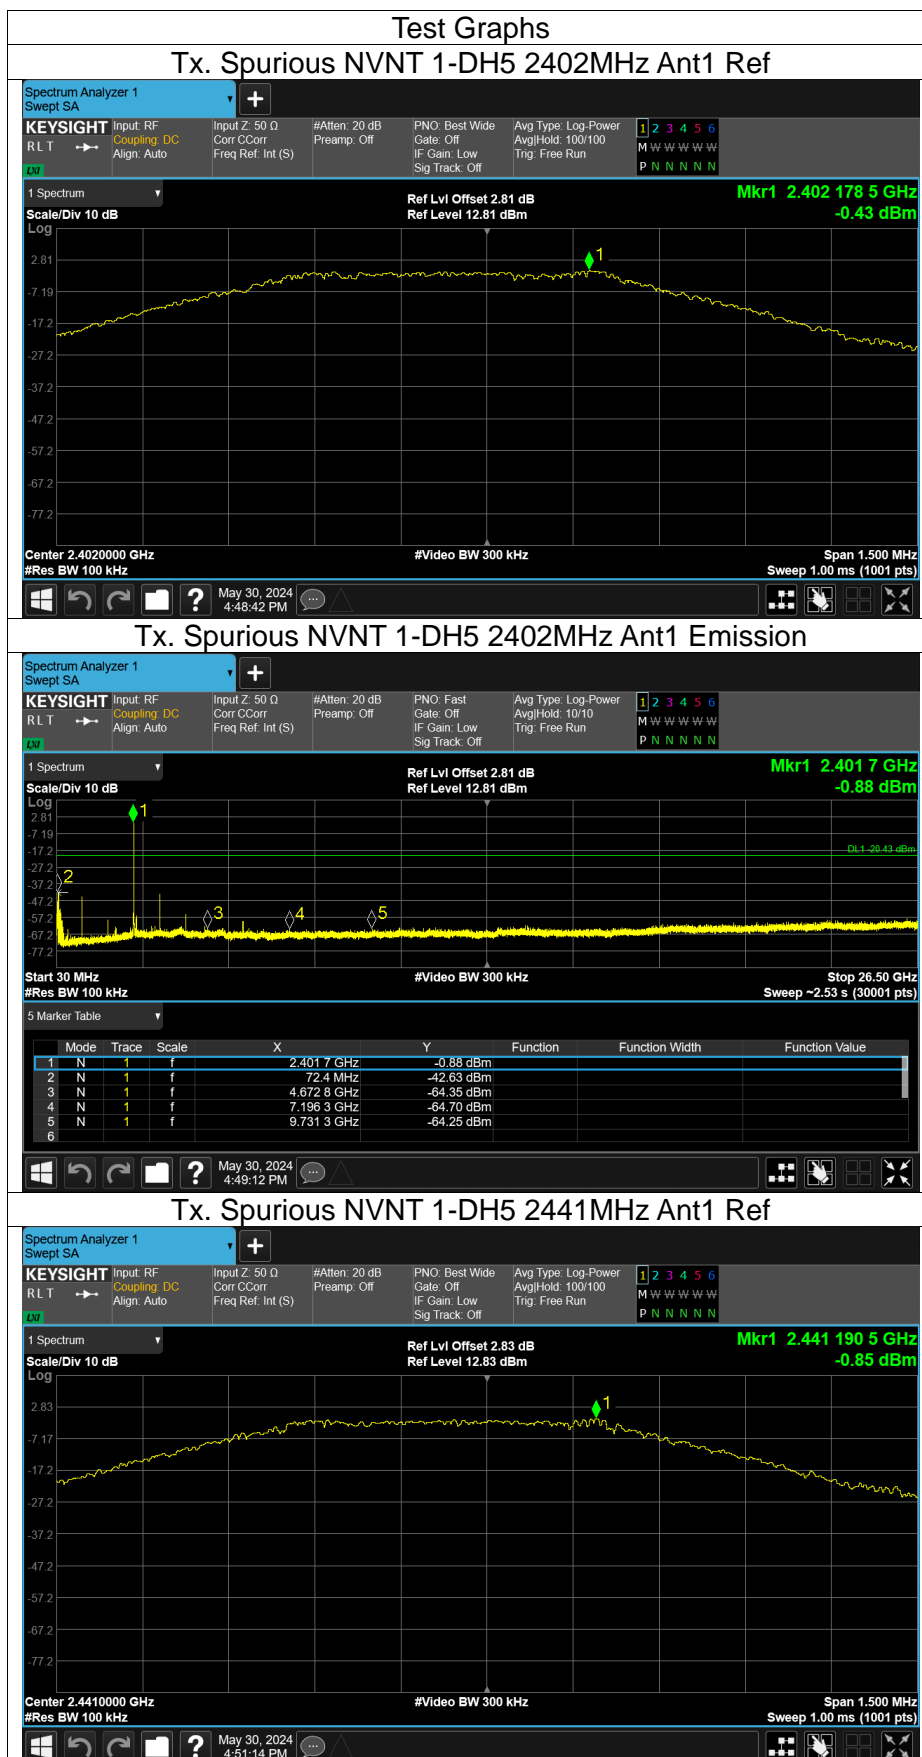 Test Graphs
Tx. Spurious NVNT 1-DH5 2402MHz Ant1 Ref
Spectrum Analyzer 1
Swept SA
KEYSIGHT Input: RF Input Z: 50 Ω #Atten: 20 dB PNO: Best Wide Avg Type: Log-Power 1 2 3 4 5 6
R L T Coupling: DC Corr CCorr Preamp: Off Gate: Off Avg|Hold: 100/100 M W W W W W
Align: Auto Freq Ref: Int (S) IF Gain: Low Trig: Free Run
LXI Sig Track: Off P N N N N N
1 Spectrum Ref Lvl Offset 2.81 dB Mkr1 2.402 178 5 GHz
Scale/Div 10 dB Ref Level 12.81 dBm -0.43 dBm
Log
1
2.81
-7.19
-17.2
-27.2
-37.2
-47.2
-57.2
-67.2
-77.2
Center 2.4020000 GHz #Video BW 300 kHz Span 1.500 MHz
#Res BW 100 kHz Sweep 1.00 ms (1001 pts)
May 30, 2024
4:48:42 PM
Tx. Spurious NVNT 1-DH5 2402MHz Ant1 Emission
Spectrum Analyzer 1
Swept SA
KEYSIGHT Input: RF Input Z: 50 Ω #Atten: 20 dB PNO: Fast Avg Type: Log-Power 1 2 3 4 5 6
R L T Coupling: DC Corr CCorr Preamp: Off Gate: Off Avg|Hold: 10/10 M W W W W W
Align: Auto Freq Ref: Int (S) IF Gain: Low Trig: Free Run
LXI Sig Track: Off P N N N N N
1 Spectrum Ref Lvl Offset 2.81 dB Mkr1 2.401 7 GHz
Scale/Div 10 dB Ref Level 12.81 dBm -0.88 dBm
Log
2.81 1
-7.19
-17.2 DL1 -20.43 dBm
-27.2
-37.2 2
-47.2
-57.2 3 4 5
-67.2
-77.2
Start 30 MHz #Video BW 300 kHz Stop 26.50 GHz
#Res BW 100 kHz Sweep ~2.53 s (30001 pts)
5 Marker Table
Mode Trace Scale X Y Function Function Width Function Value
1 N 1 f 2.401 7 GHz -0.88 dBm
2 N 1 f 72.4 MHz -42.63 dBm
3 N 1 f 4.672 8 GHz -64.35 dBm
4 N 1 f 7.196 3 GHz -64.70 dBm
5 N 1 f 9.731 3 GHz -64.25 dBm
6
May 30, 2024
4:49:12 PM
Tx. Spurious NVNT 1-DH5 2441MHz Ant1 Ref
Spectrum Analyzer 1
Swept SA
KEYSIGHT Input: RF Input Z: 50 Ω #Atten: 20 dB PNO: Best Wide Avg Type: Log-Power 1 2 3 4 5 6
R L T Coupling: DC Corr CCorr Preamp: Off Gate: Off Avg|Hold: 100/100 M W W W W W
Align: Auto Freq Ref: Int (S) IF Gain: Low Trig: Free Run
LXI Sig Track: Off P N N N N N
1 Spectrum Ref Lvl Offset 2.83 dB Mkr1 2.441 190 5 GHz
Scale/Div 10 dB Ref Level 12.83 dBm -0.85 dBm
Log
1
2.83
-7.17
-17.2
-27.2
-37.2
-47.2
-57.2
-67.2
-77.2
Center 2.4410000 GHz #Video BW 300 kHz Span 1.500 MHz
#Res BW 100 kHz Sweep 1.00 ms (1001 pts)
May 30, 2024
4:51:14 PM